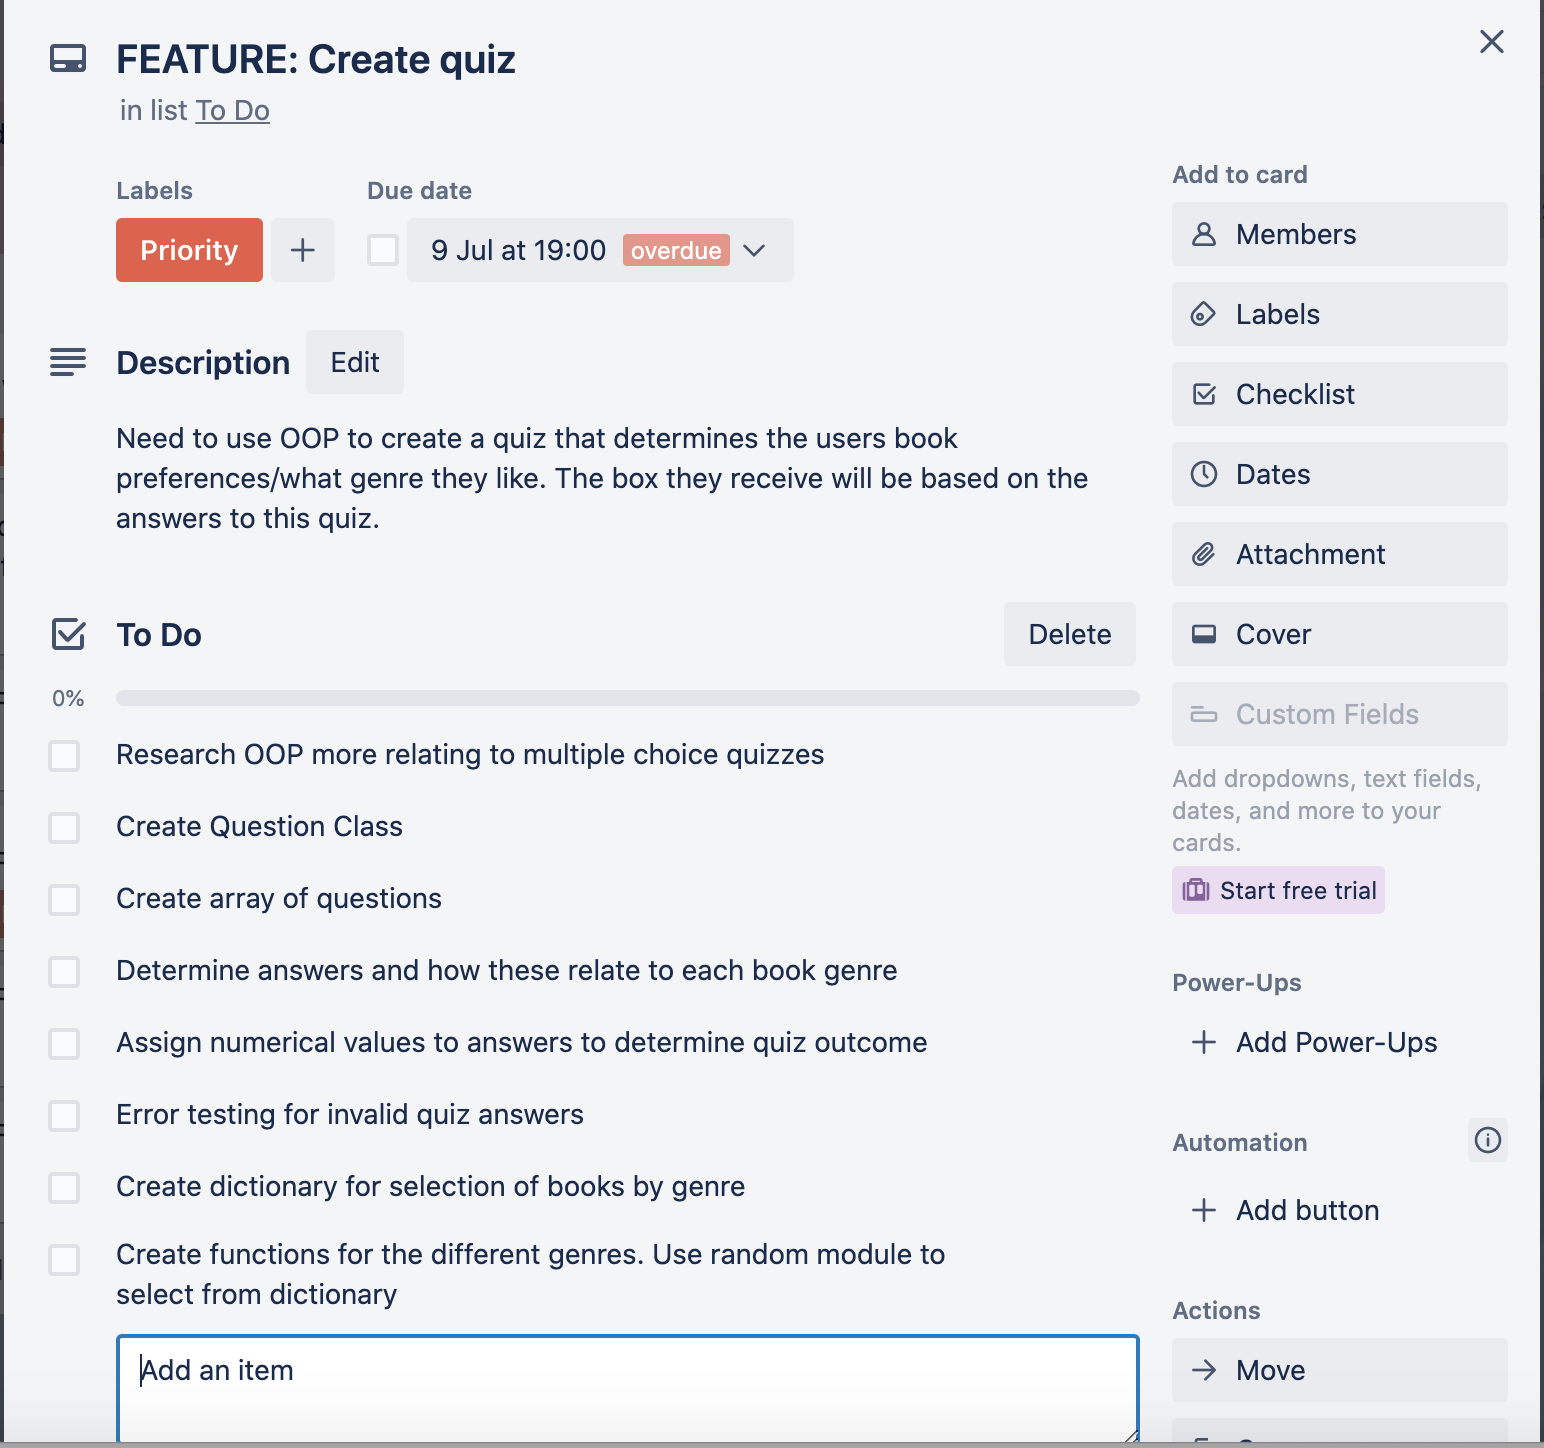 FEATURE: Create quiz
in list To Do
Labels
Due date
Priority
9 Jul at 19:00
overdue
Description
Edit
Need to use OOP to create a quiz that determines the users book
preferences/what genre they like. The box they receive will be based on the
answers to this quiz.
To Do
Delete
0%
Research OOP more relating to multiple choice quizzes
Create Question Class
Create array of questions
Determine answers and how these relate to each book genre
Assign numerical values to answers to determine quiz outcome
Error testing for invalid quiz answers
Create dictionary for selection of books by genre
Create functions for the different genres. Use random module to
select from dictionary
Add an item
Add to card
Members
Labels
Checklist
Dates
Attachment
Cover
Custom Fields
Add dropdowns, text fields,
dates, and more to your
cards.
Start free trial
Power-Ups
Add Power-Ups
Automation
Add button
Actions
Move